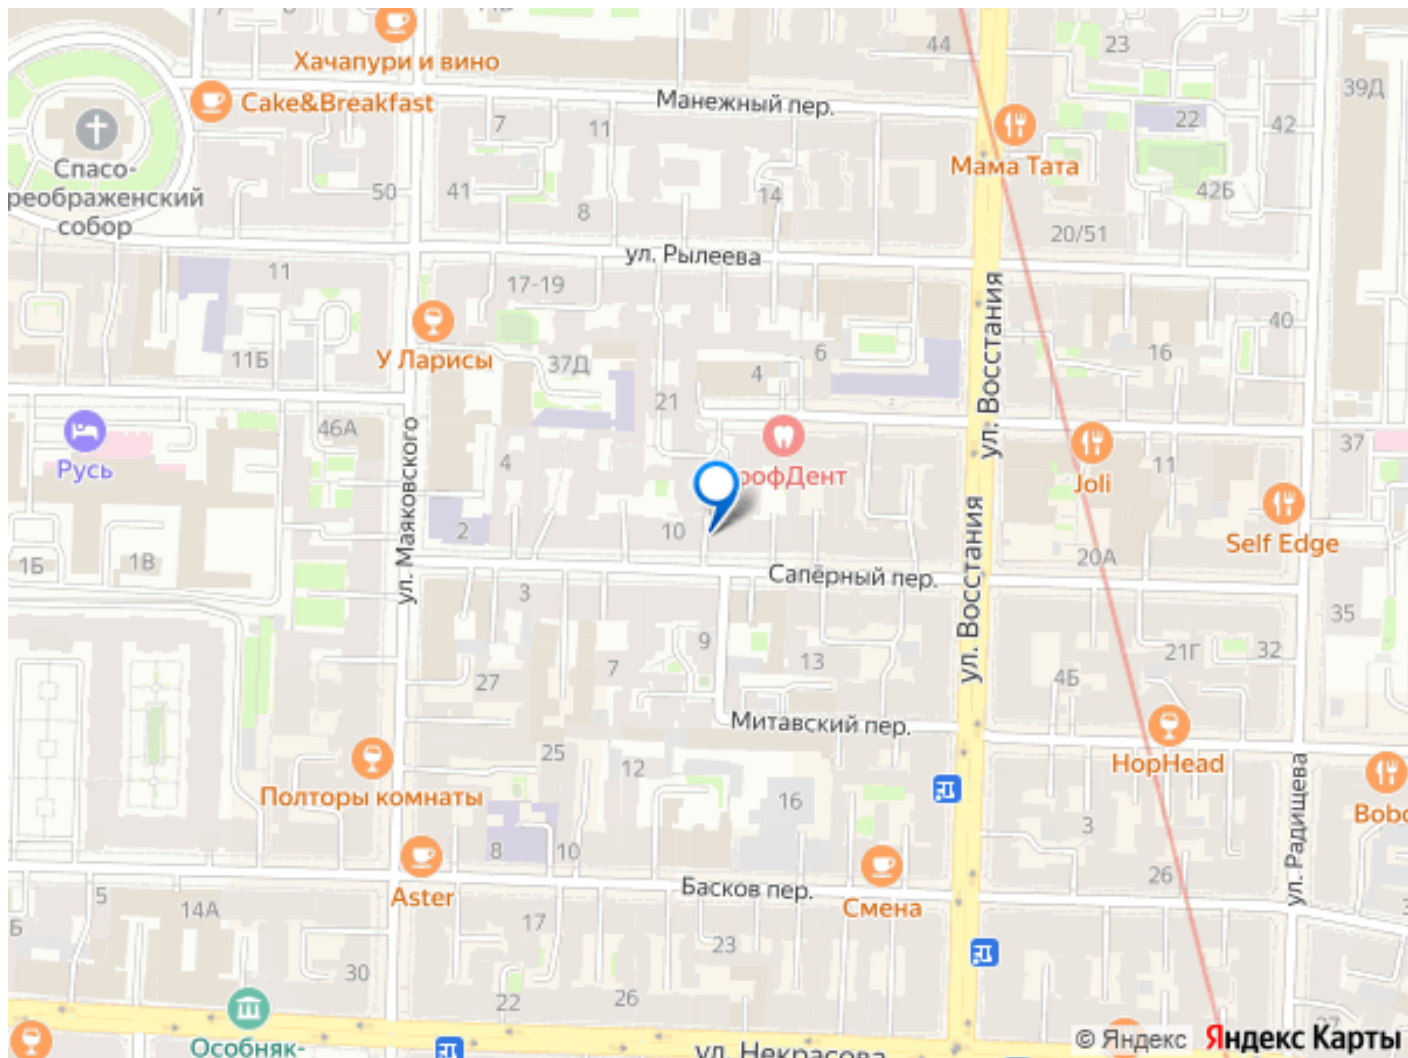 44
23
Хачапури и вино
39Д
Cake&Breakfast
Манежный пер.
7
11
22
42
Мама Тата
Спасо-
реображенский
собор
50
41
8
14
42Б
20/51
ул. Рылеева
11
17-19
ул. Восстания
40
11Б
У Ларисы
37Д
6
4
16
21
46А
ул. Маяковского
Русь
4
рофДент
Joli
11
37
2
10
Self Edge
1Б
1В
Сапёрный пер.
20А
ул. Восстания
3
9
7
13
35
21Г
32
27
4Б
Митавский пер.
25
12
HopHead
Полторы комнаты
16
3
ул. Радищева
Bobo
8
10
Aster
Басков пер.
Смена
26
5
14А
17
23
30
22
26
Особняк-
ул. Некрасова
© Яндекс Яндекс Карты